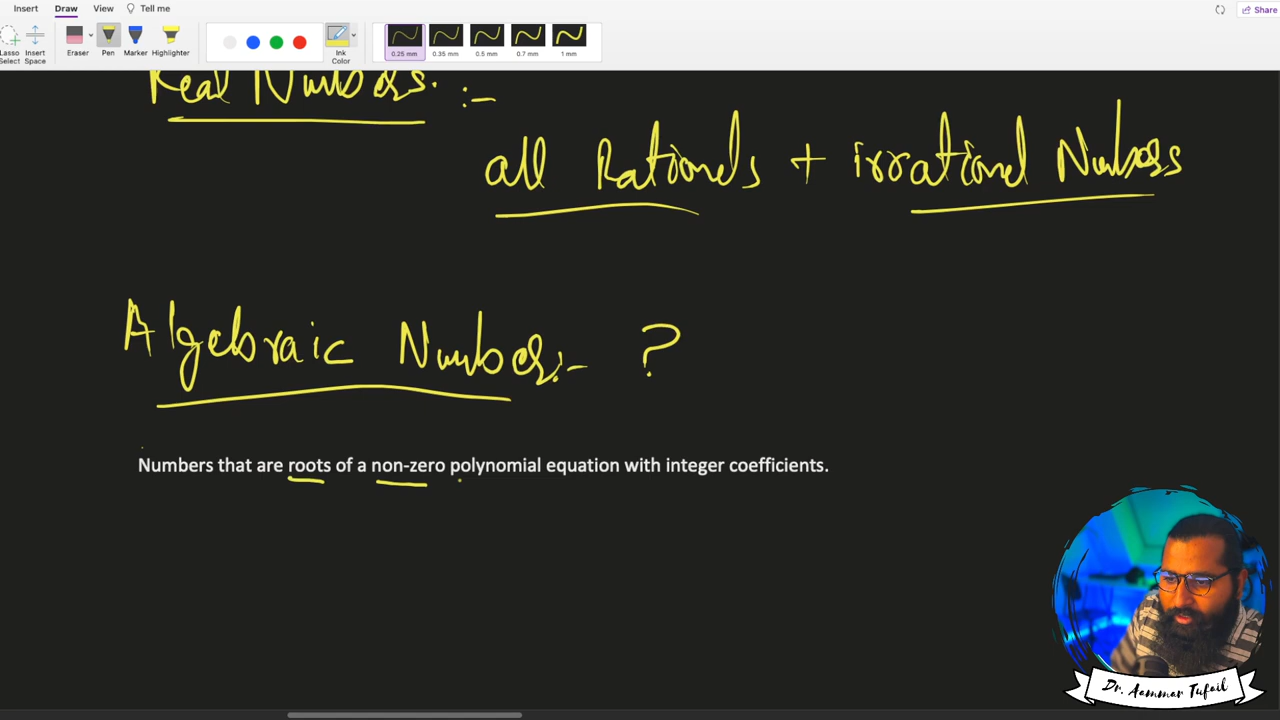 Insert Draw View Tell me
Share
Lasso Select
Insert Space
Eraser
Pen
Marker
Highlighter
Ink Color
0.25 mm 0.35 mm 0.5 mm 0.7 mm 1 mm
Real Numbers. :-
all Rationals + irrational Numbers
Algebraic Number:- ?
Numbers that are roots of a non-zero polynomial equation with integer coefficients.
Dr. Aammar Tufail